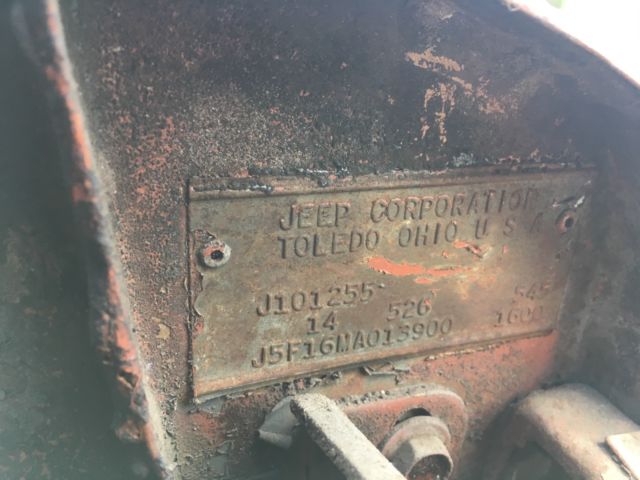 JEEP CORPORATION
TOLEDO OHIO U S A
J101255
14 526 545
J5F16MA013900 1600